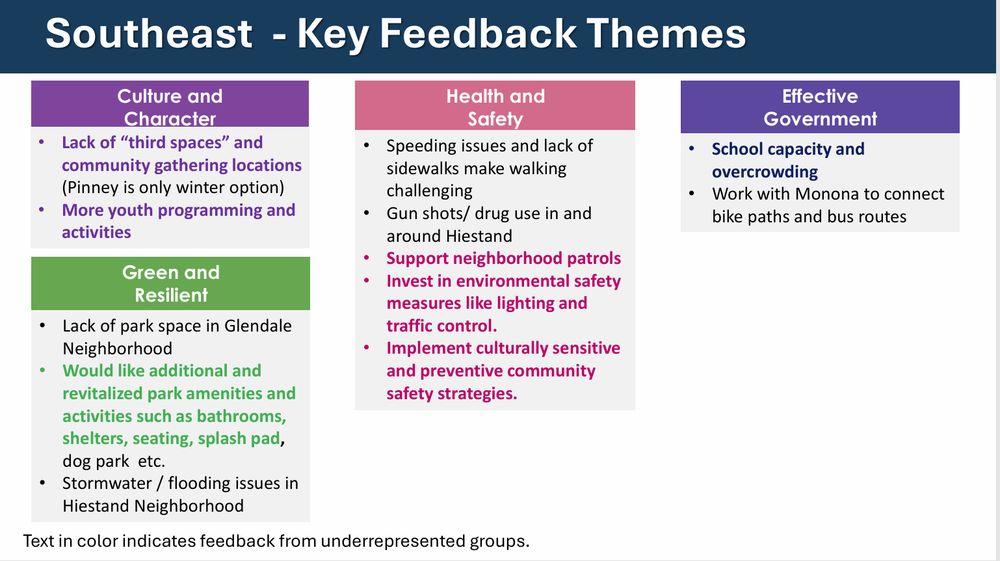 Southeast - Key Feedback Themes
Culture and
Character
• Lack of “third spaces” and
community gathering locations
(Pinney is only winter option)
• More youth programming and
activities
Green and
Resilient
• Lack of park space in Glendale
Neighborhood
• Would like additional and
revitalized park amenities and
activities such as bathrooms,
shelters, seating, splash pad,
dog park etc.
• Stormwater / flooding issues in
Hiestand Neighborhood
Health and
Safety
• Speeding issues and lack of
sidewalks make walking
challenging
• Gun shots/ drug use in and
around Hiestand
• Support neighborhood patrols
• Invest in environmental safety
measures like lighting and
traffic control.
• Implement culturally sensitive
and preventive community
safety strategies.
Effective
Government
• School capacity and
overcrowding
• Work with Monona to connect
bike paths and bus routes
Text in color indicates feedback from underrepresented groups.